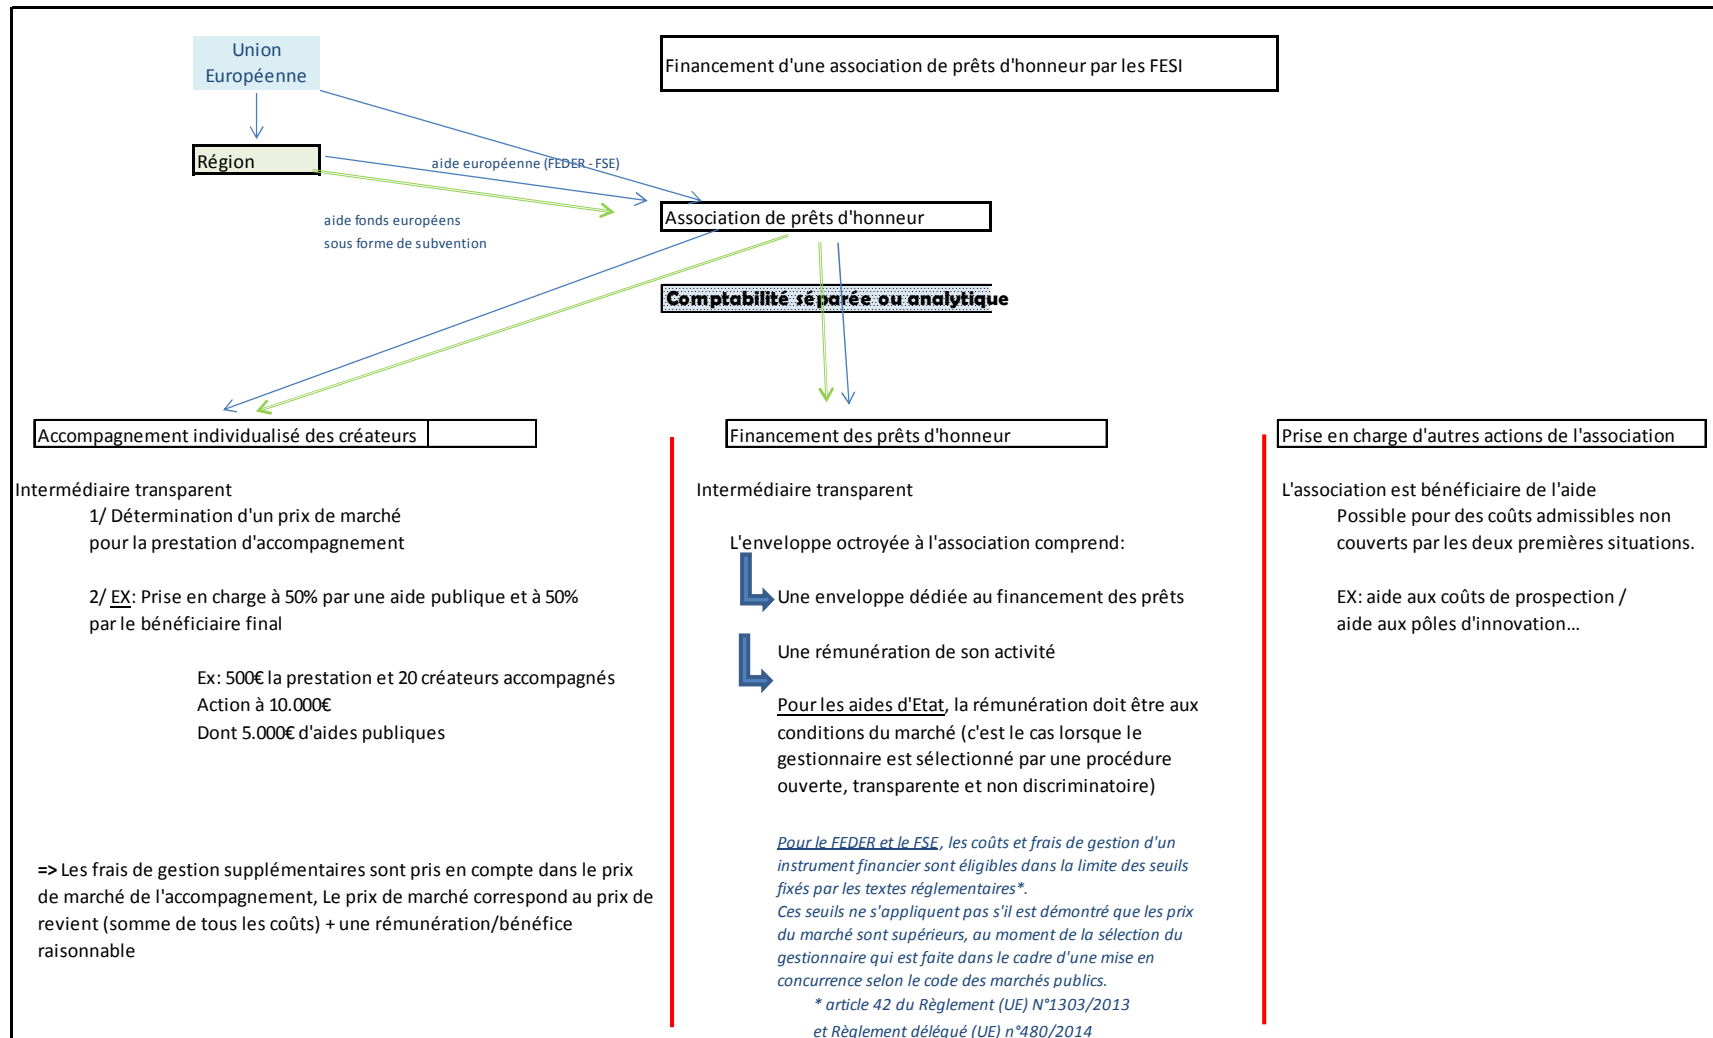 Union
Européenne
Financement d'une association de prêts d'honneur par les FESI
Région
aide européenne (FEDER - FSE)
aide fonds européens
sous forme de subvention
Association de prêts d'honneur
Comptabilité séparée ou analytique
Accompagnement individualisé des créateurs
Intermédiaire transparent
1/ Détermination d'un prix de marché
pour la prestation d'accompagnement
2/ EX: Prise en charge à 50% par une aide publique et à 50%
par le bénéficiaire final
Ex: 500€ la prestation et 20 créateurs accompagnés
Action à 10.000€
Dont 5.000€ d'aides publiques
=> Les frais de gestion supplémentaires sont pris en compte dans le prix
de marché de l'accompagnement, Le prix de marché correspond au prix de
revient (somme de tous les coûts) + une rémunération/bénéfice
raisonnable
Financement des prêts d'honneur
Intermédiaire transparent
L'enveloppe octroyée à l'association comprend:
Une enveloppe dédiée au financement des prêts
Une rémunération de son activité
Pour les aides d'Etat, la rémunération doit être aux
conditions du marché (c'est le cas lorsque le
gestionnaire est sélectionné par une procédure
ouverte, transparente et non discriminatoire)
Pour le FEDER et le FSE, les coûts et frais de gestion d'un
instrument financier sont éligibles dans la limite des seuils
fixés par les textes réglementaires*.
Ces seuils ne s'appliquent pas s'il est démontré que les prix
du marché sont supérieurs, au moment de la sélection du
gestionnaire qui est faite dans le cadre d'une mise en
concurrence selon le code des marchés publics.
* article 42 du Règlement (UE) N°1303/2013
et Règlement délégué (UE) n°480/2014
Prise en charge d'autres actions de l'association
L'association est bénéficiaire de l'aide
Possible pour des coûts admissibles non
couverts par les deux premières situations.
EX: aide aux coûts de prospection /
aide aux pôles d'innovation...